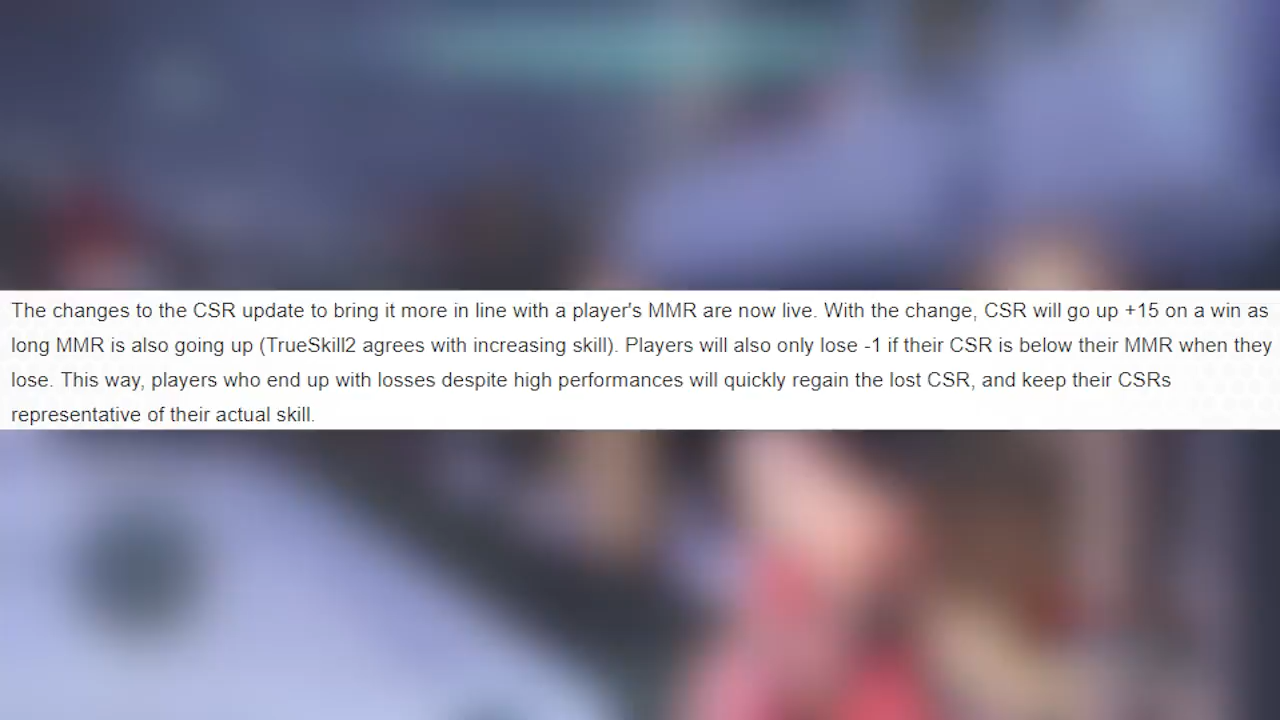 The changes to the CSR update to bring it more in line with a player's MMR are now live. With the change, CSR will go up +15 on a win as
long MMR is also going up (TrueSkill2 agrees with increasing skill). Players will also only lose -1 if their CSR is below their MMR when they
lose. This way, players who end up with losses despite high performances will quickly regain the lost CSR, and keep their CSRs
representative of their actual skill.